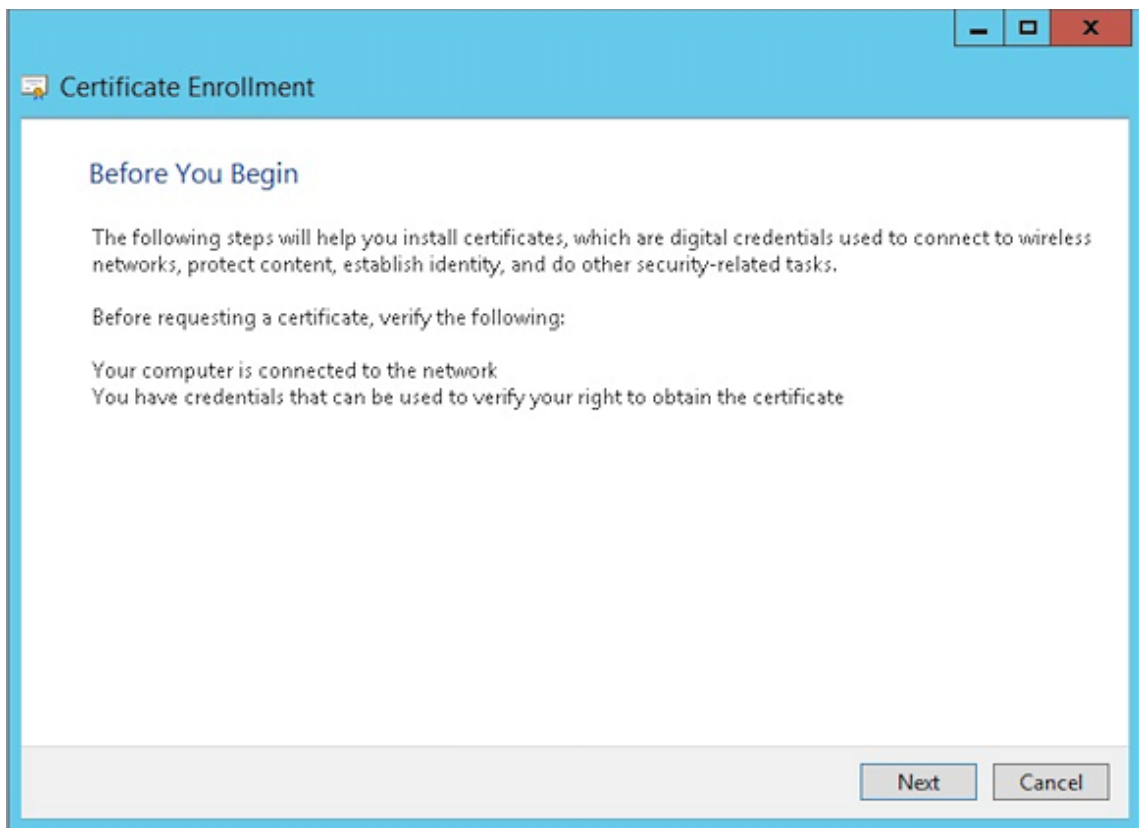 Certificate Enrollment
Before You Begin
The following steps will help you install certificates, which are digital credentials used to connect to wireless
networks, protect content, establish identity, and do other security-related tasks.
Before requesting a certificate, verify the following:
Your computer is connected to the network
You have credentials that can be used to verify your right to obtain the certificate
Next
Cancel